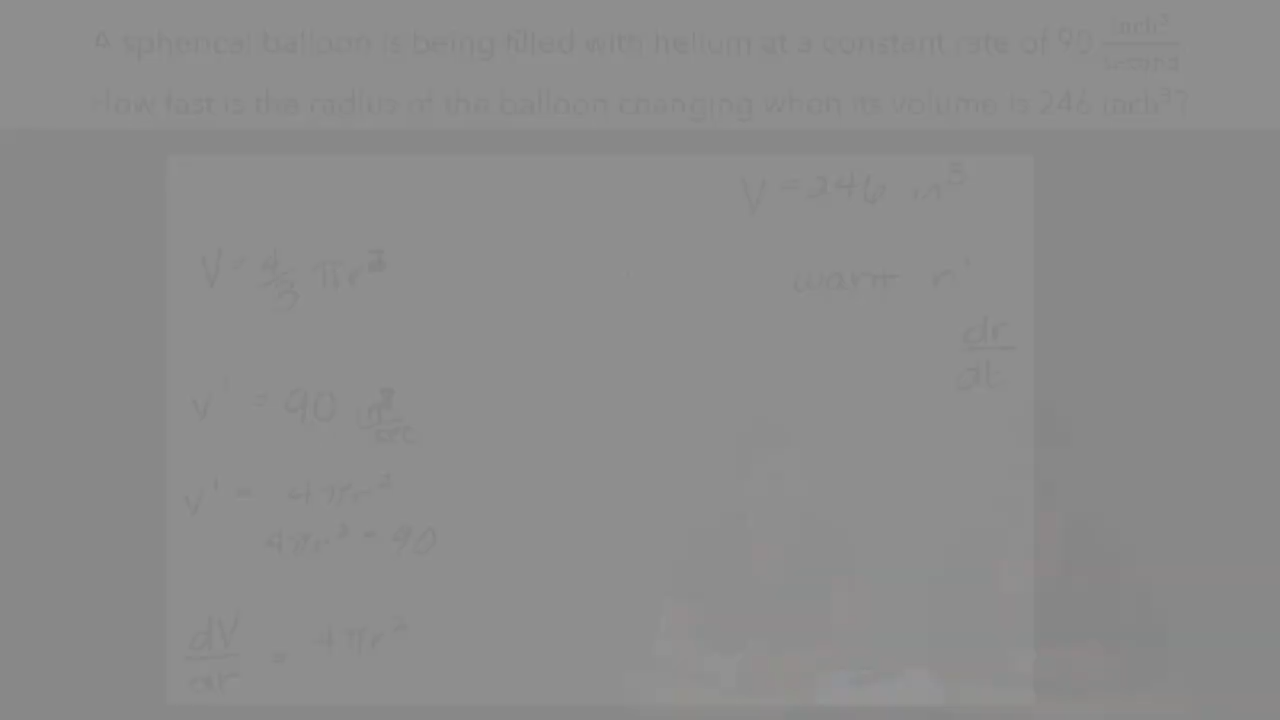 A spherical balloon is being filled with helium at a constant rate of 90 inch³/second
How fast is the radius of the balloon changing when its volume is 246 inch³?
V = 246 in³
V = 4/3 πr³
want r'
dr/dt
V' = 90 in³/sec
V' = 4πr²
4πr² = 90
dV/dr = 4πr²